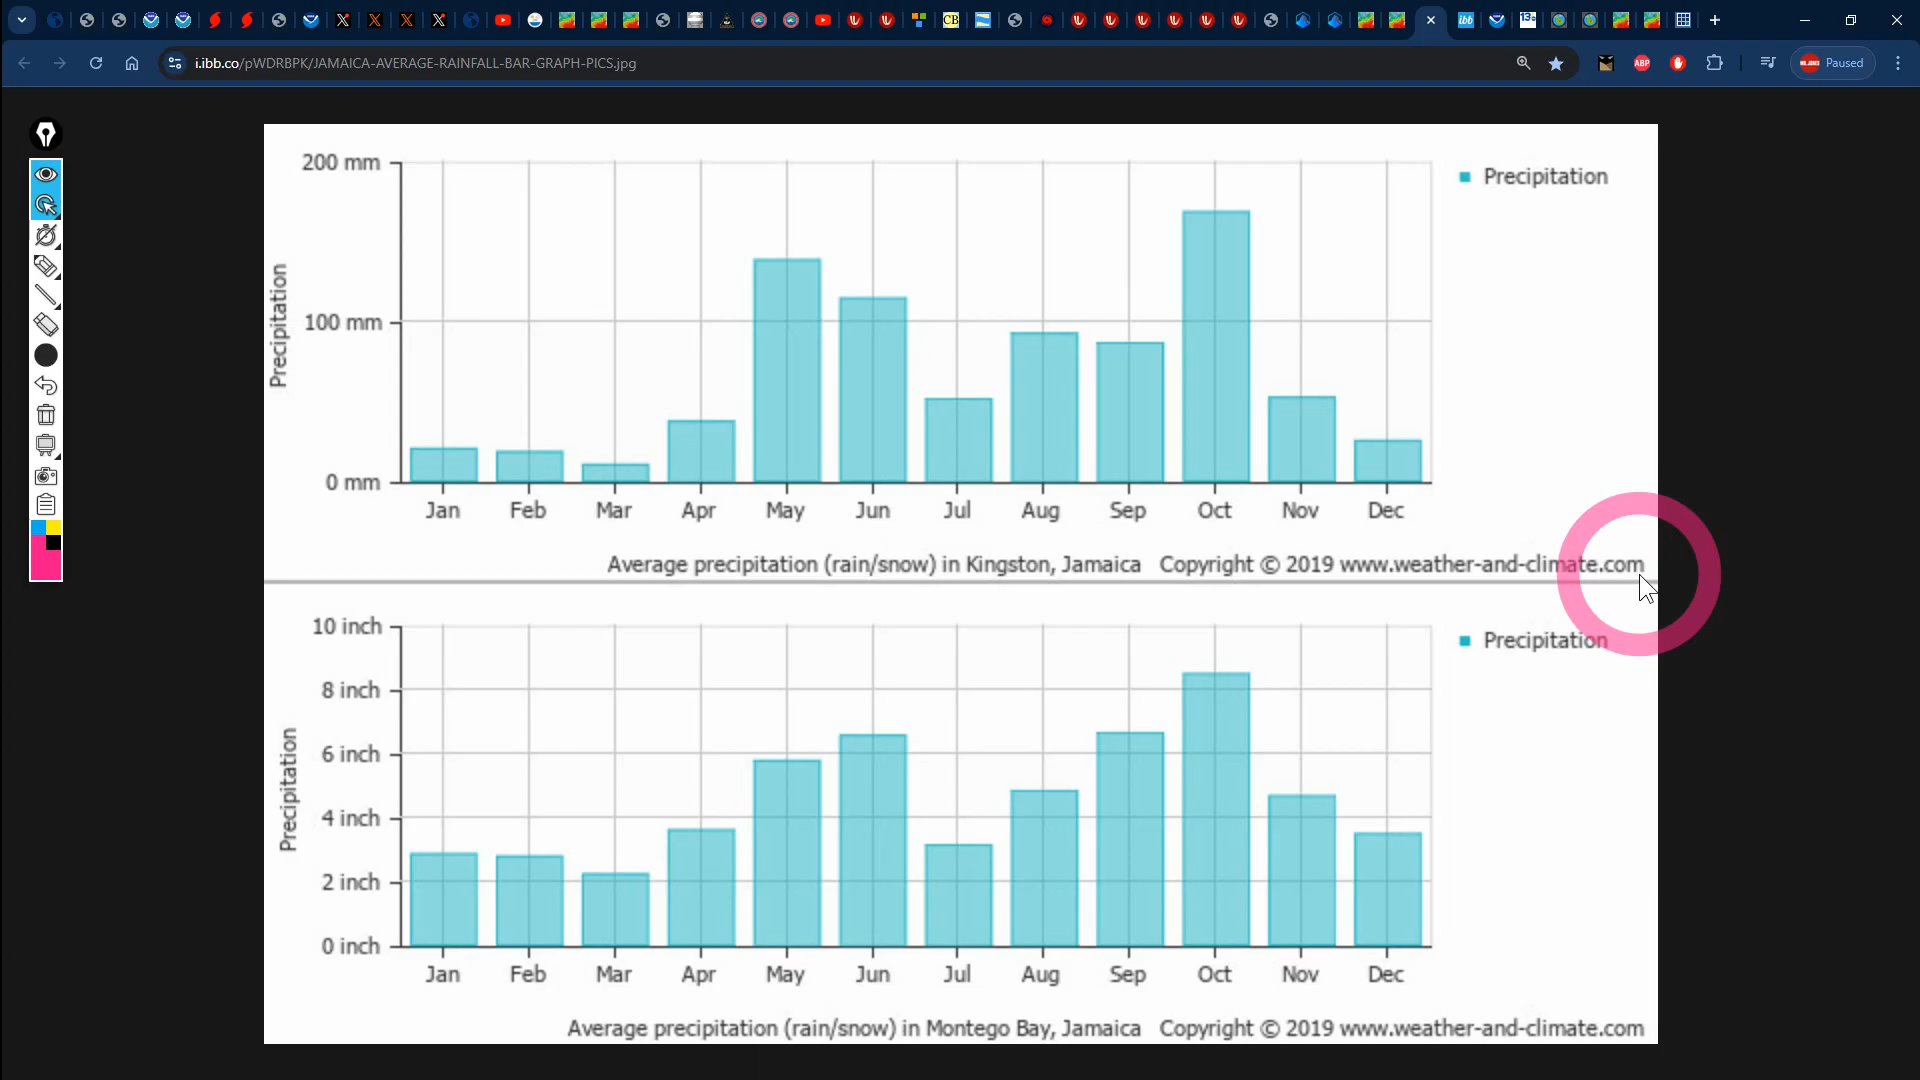 i.ibb.co/pWDRBPK/JAMAICA-AVERAGE-RAINFALL-BAR-GRAPH-PICS.jpg
ABP
Paused
CB
ibb
200 mm
100 mm
0 mm
Precipitation
Precipitation
Jan Feb Mar Apr May Jun Jul Aug Sep Oct Nov Dec
Average precipitation (rain/snow) in Kingston, Jamaica Copyright © 2019 www.weather-and-climate.com
10 inch
8 inch
6 inch
4 inch
2 inch
0 inch
Precipitation
Precipitation
Jan Feb Mar Apr May Jun Jul Aug Sep Oct Nov Dec
Average precipitation (rain/snow) in Montego Bay, Jamaica Copyright © 2019 www.weather-and-climate.com